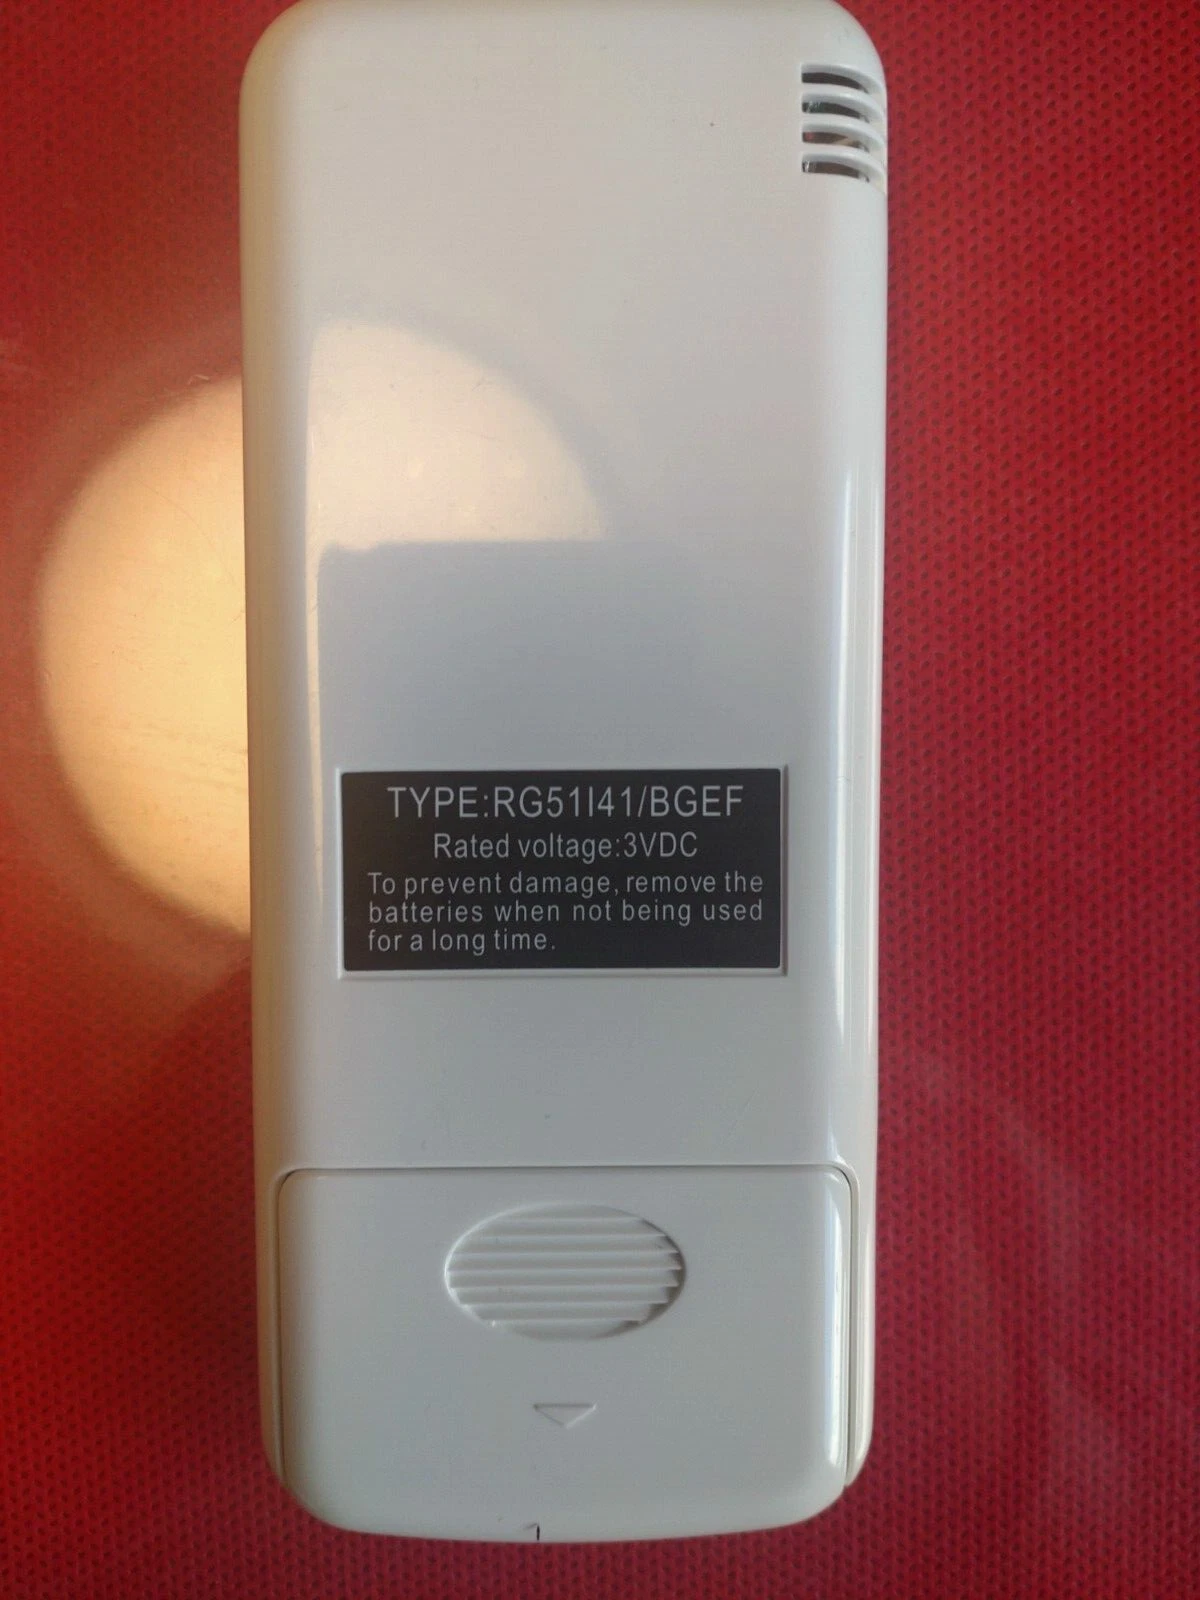 TYPE:RG51I41/BGEF
Rated voltage:3VDC
To prevent damage, remove the
batteries when not being used
for a long time.